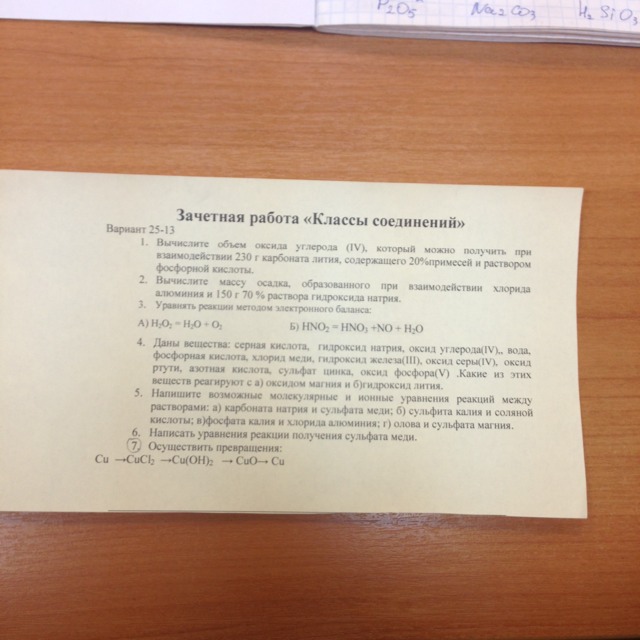 P₂O₅ Na₂CO₃ H₂SiO₃
Зачетная работа «Классы соединений»
Вариант 25-13
1. Вычислите объем оксида углерода (IV), который можно получить при
взаимодействии 230 г карбоната лития, содержащего 20%примесей и раствором
фосфорной кислоты.
2. Вычислите массу осадка, образованного при взаимодействии хлорида
алюминия и 150 г 70 % раствора гидроксида натрия.
3. Уравнять реакции методом электронного баланса:
А) H₂O₂ = H₂O + O₂ Б) HNO₂ = HNO₃ +NO + H₂O
4. Даны вещества: серная кислота, гидроксид натрия, оксид углерода(IV),, вода,
фосфорная кислота, хлорид меди, гидроксид железа(III), оксид серы(IV), оксид
ртути, азотная кислота, сульфат цинка, оксид фосфора(V) .Какие из этих
веществ реагируют с а) оксидом магния и б)гидроксид лития.
5. Напишите возможные молекулярные и ионные уравнения реакций между
растворами: а) карбоната натрия и сульфата меди; б) сульфита калия и соляной
кислоты; в)фосфата калия и хлорида алюминия; г) олова и сульфата магния.
6. Написать уравнения реакции получения сульфата меди.
7. Осуществить превращения:
Cu →CuCl₂ →Cu(OH)₂ → CuO→ Cu